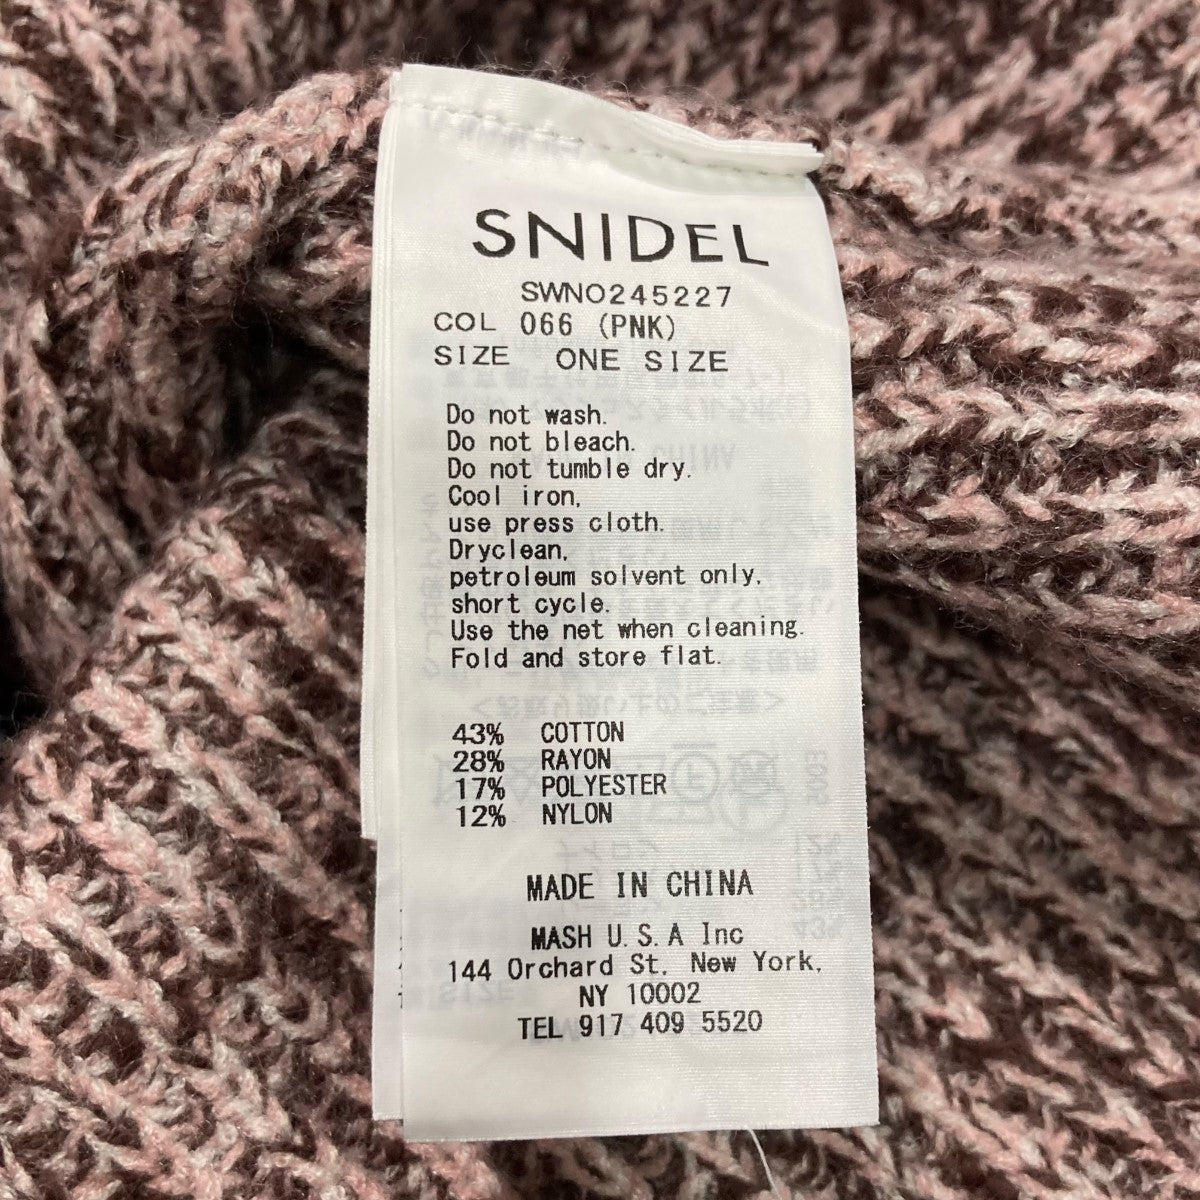 SNIDEL
SWNO245227
COL 066 (PNK)
SIZE ONE SIZE
Do not wash.
Do not bleach.
Do not tumble dry.
Cool iron,
use press cloth.
Dryclean,
petroleum solvent only,
short cycle.
Use the net when cleaning.
Fold and store flat.
43% COTTON
28% RAYON
17% POLYESTER
12% NYLON
MADE IN CHINA
MASH U.S.A Inc
144 Orchard St. New York,
NY 10002
TEL 917 409 5520